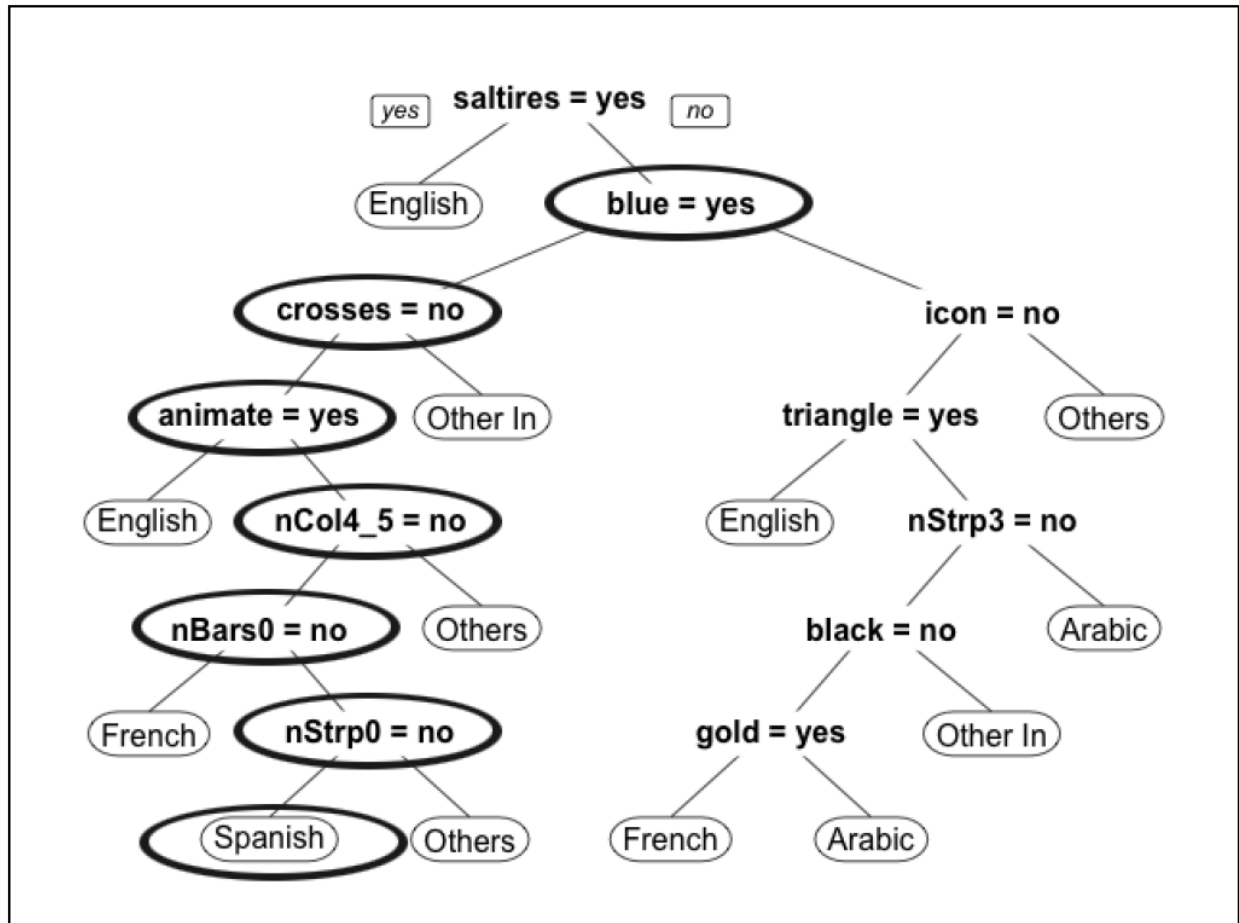 yes saltires = yes no
English blue = yes
crosses = no icon = no
animate = yes Other In triangle = yes Others
English nCol4_5 = no English nStrp3 = no
nBars0 = no Others black = no Arabic
French nStrp0 = no gold = yes Other In
Spanish Others French Arabic